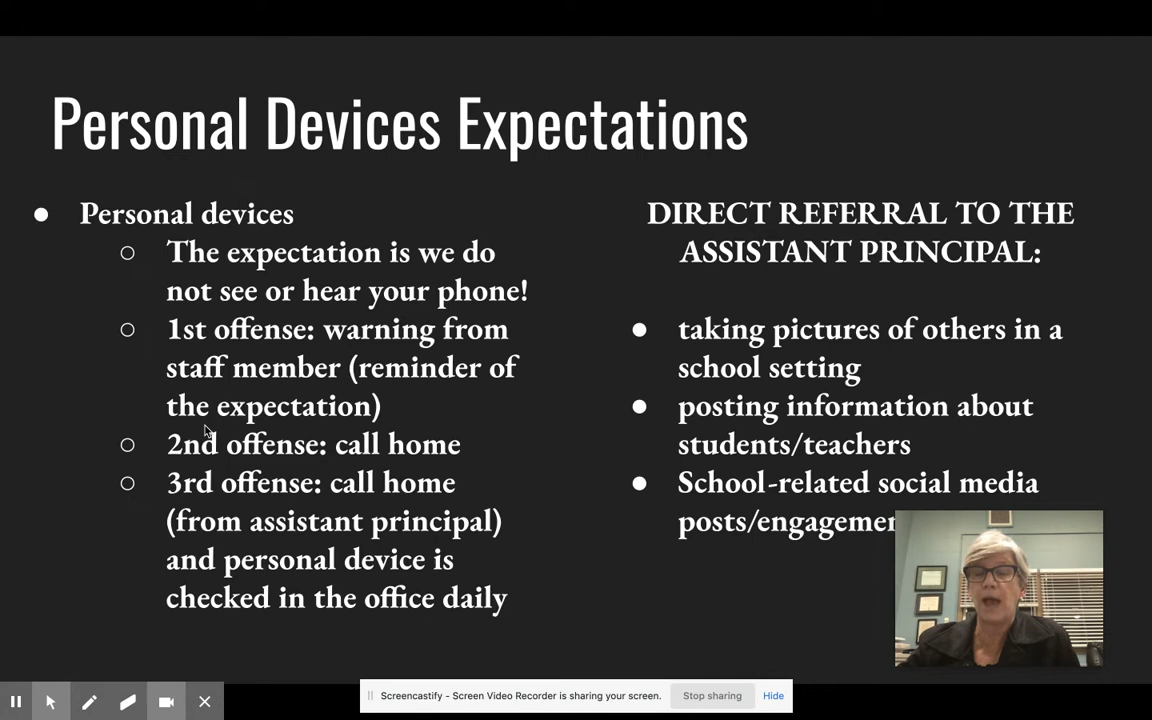 Personal Devices Expectations
Personal devices
The expectation is we do
not see or hear your phone!
1st offense: warning from
staff member (reminder of
the expectation)
2nd offense: call home
3rd offense: call home
(from assistant principal)
and personal device is
checked in the office daily
DIRECT REFERRAL TO THE
ASSISTANT PRINCIPAL:
taking pictures of others in a
school setting
posting information about
students/teachers
School-related social media
Screencastify - Screen Video Recorder is sharing your screen.
Stop sharing
Hide